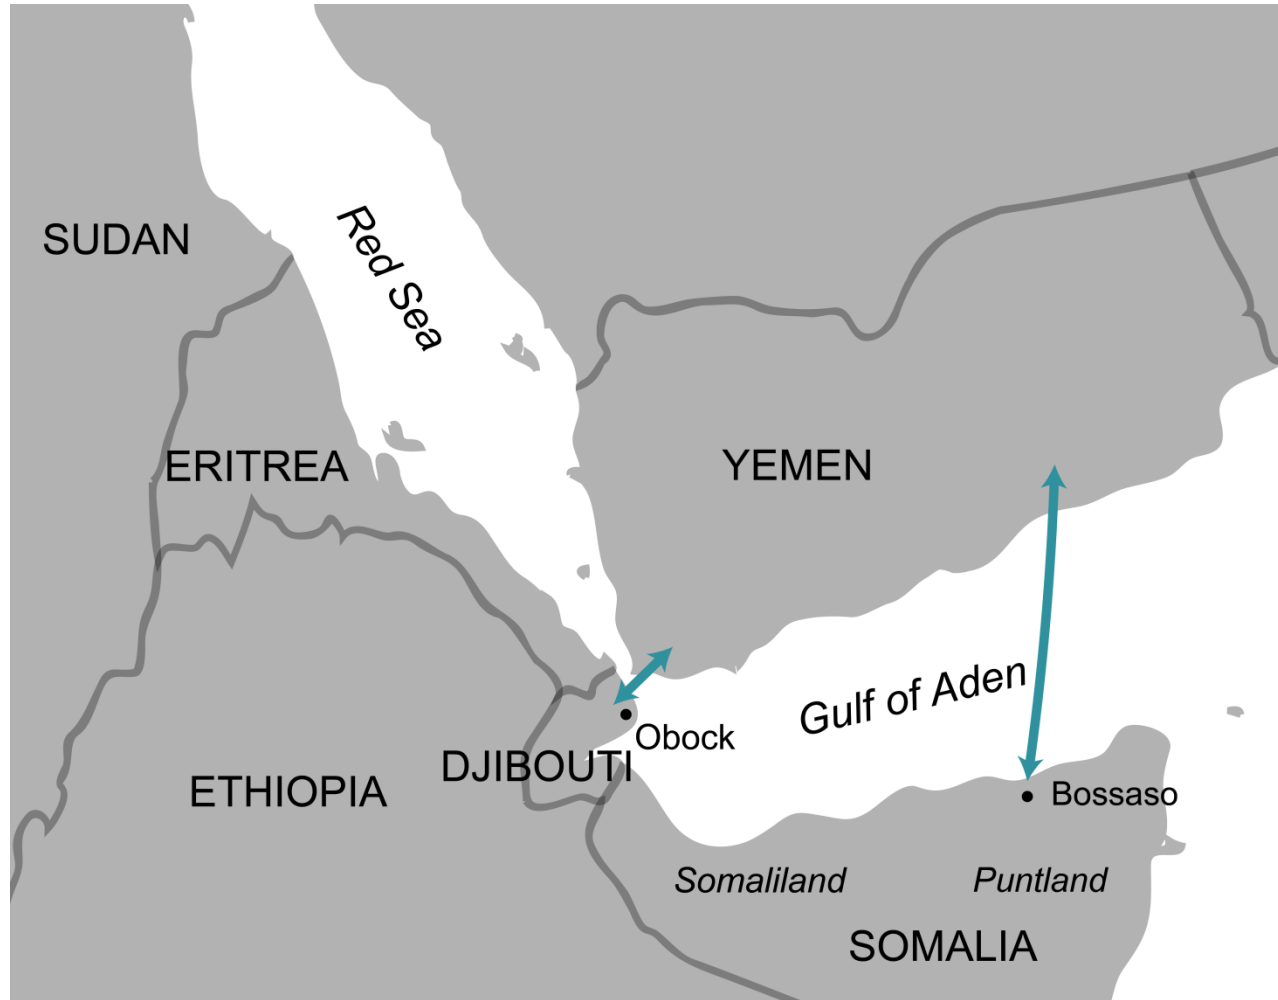 SUDAN
Red Sea
ERITREA
YEMEN
Gulf of Aden
Obock
DJIBOUTI
ETHIOPIA
Bossaso
Somaliland
Puntland
SOMALIA